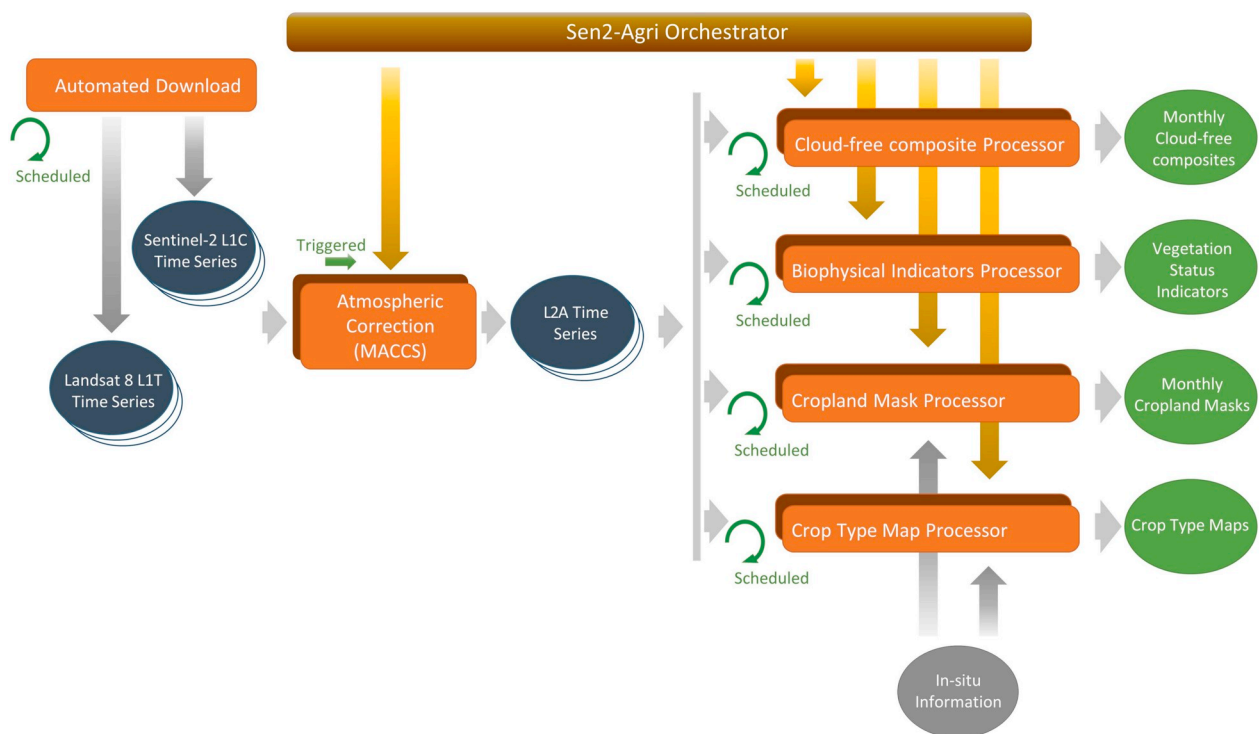 Sen2-Agri Orchestrator
Automated Download
Scheduled
Sentinel-2 L1C
Time Series
Landsat 8 L1T
Time Series
Triggered
Atmospheric
Correction
(MACCS)
L2A Time
Series
Scheduled
Cloud-free composite Processor
Monthly
Cloud-free
composites
Scheduled
Biophysical Indicators Processor
Vegetation
Status
Indicators
Scheduled
Cropland Mask Processor
Monthly
Cropland Masks
Scheduled
Crop Type Map Processor
Crop Type Maps
In-situ
Information